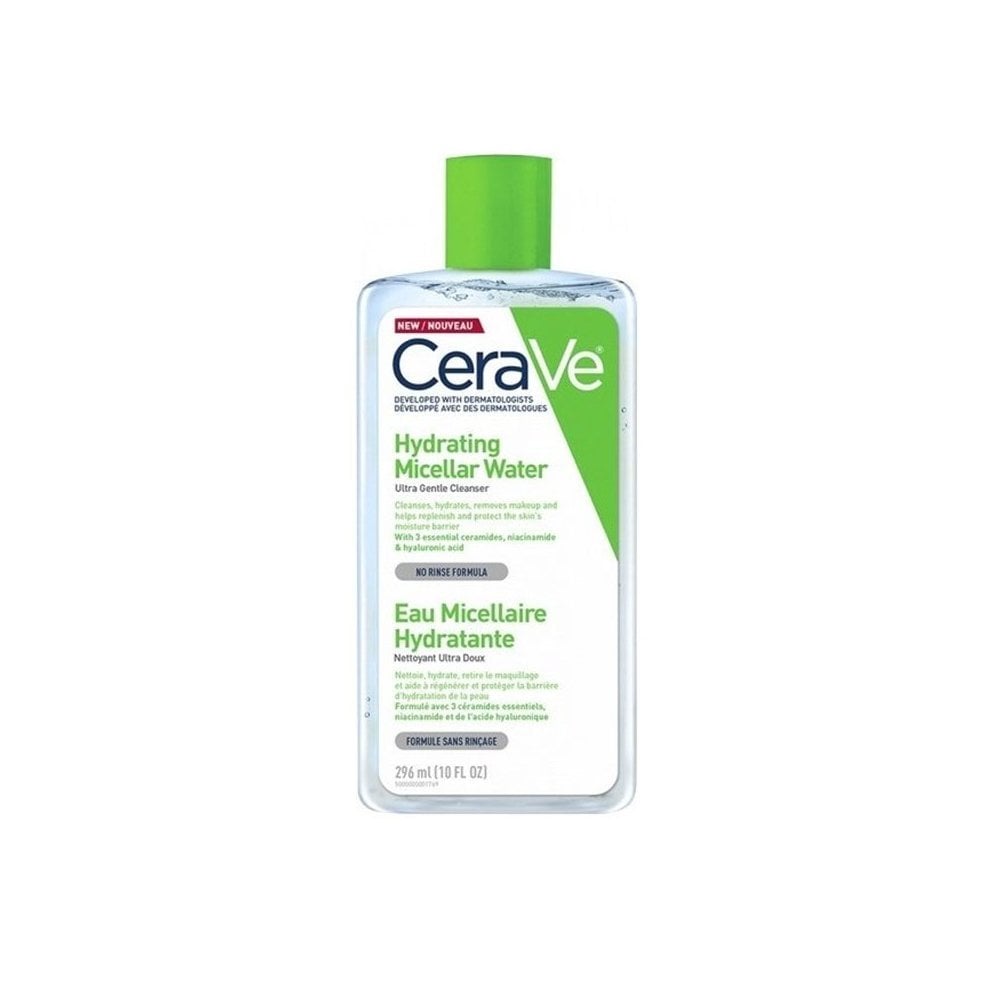 NEW / NOUVEAU
CeraVe®
DEVELOPED WITH DERMATOLOGISTS
DÉVELOPPÉ AVEC DES DERMATOLOGUES
Hydrating
Micellar Water
Ultra Gentle Cleanser
Cleanses, hydrates, removes makeup and
helps replenish and protect the skin's
moisture barrier
With 3 essential ceramides, niacinamide
& hyaluronic acid
NO RINSE FORMULA
Eau Micellaire
Hydratante
Nettoyant Ultra Doux
Nettoie, hydrate, retire le maquillage
et aide à régénérer et protéger la barrière
d'hydratation de la peau
Formulé avec 3 céramides essentiels,
niacinamide et de l'acide hyaluronique
FORMULE SANS RINÇAGE
296 ml (10 FL OZ)